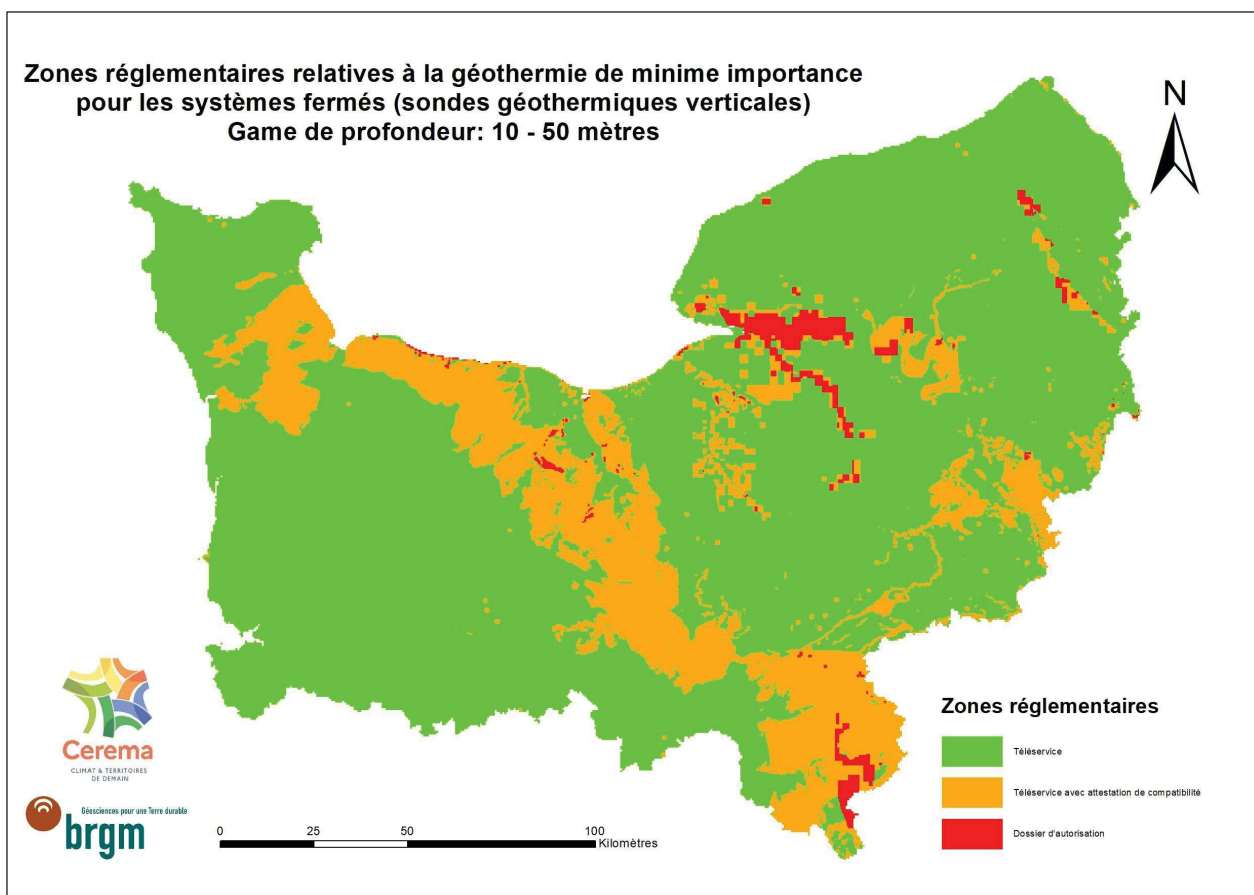 Zones réglementaires relatives à la géothermie de minime importance
pour les systèmes fermés (sondes géothermiques verticales)
Game de profondeur: 10 - 50 mètres
N
Zones réglementaires
Téléservice
Téléservice avec attestation de compatibilité
Dossier d'autorisation
Cerema
CLIMAT & TERRITOIRES
DE DEMAIN
Géosciences pour une Terre durable
brgm
0 25 50 100
Kilomètres